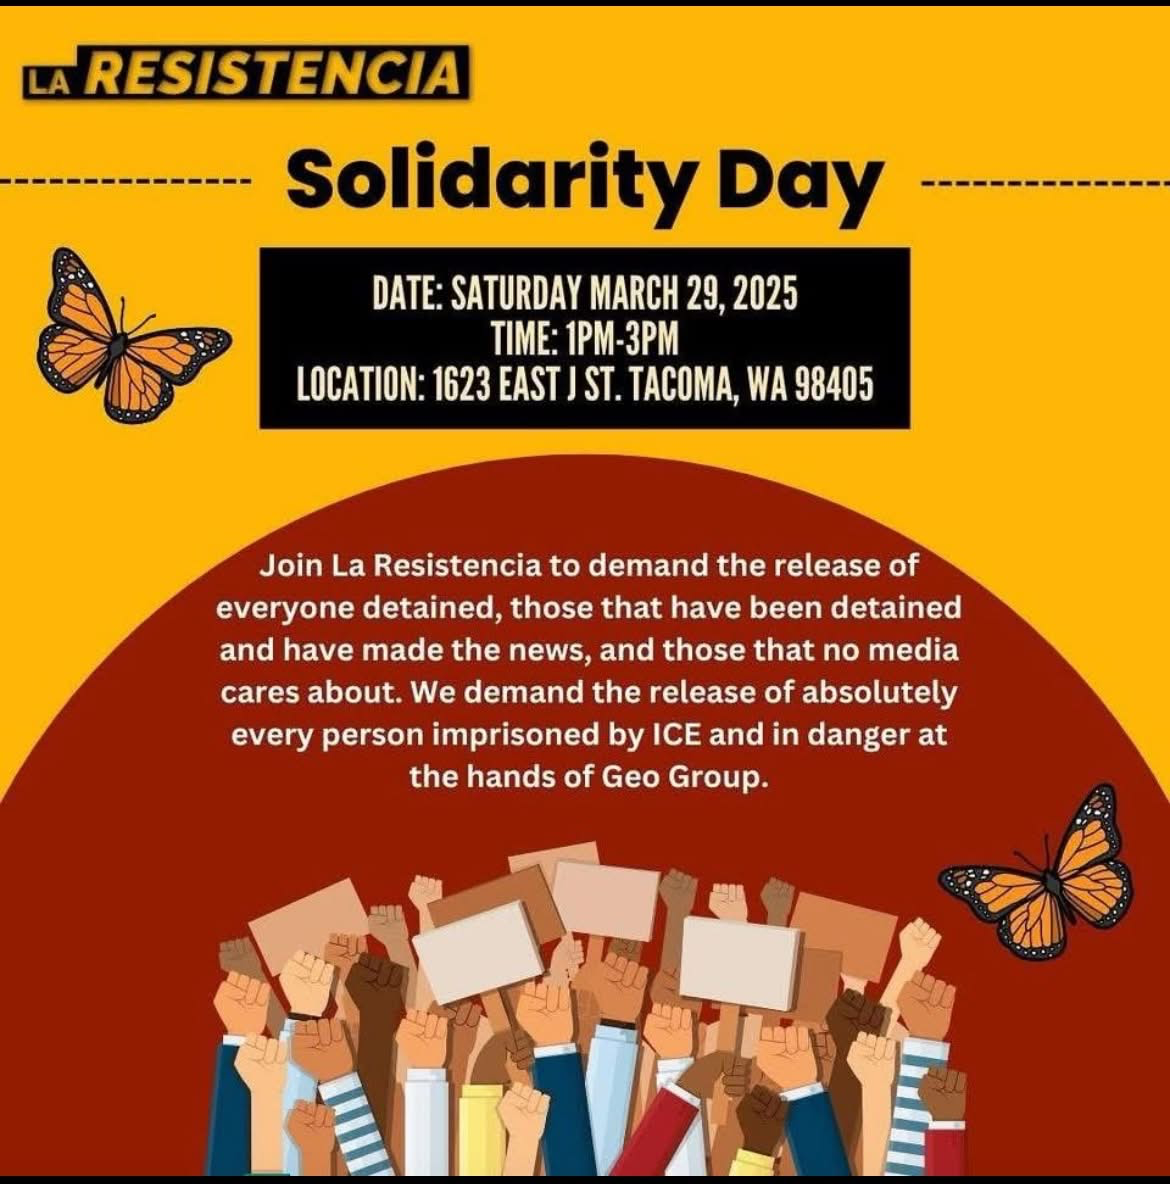 LA RESISTENCIA
Solidarity Day
DATE: SATURDAY MARCH 29, 2025
TIME: 1PM-3PM
LOCATION: 1623 EAST J ST. TACOMA, WA 98405
Join La Resistencia to demand the release of
everyone detained, those that have been detained
and have made the news, and those that no media
cares about. We demand the release of absolutely
every person imprisoned by ICE and in danger at
the hands of Geo Group.